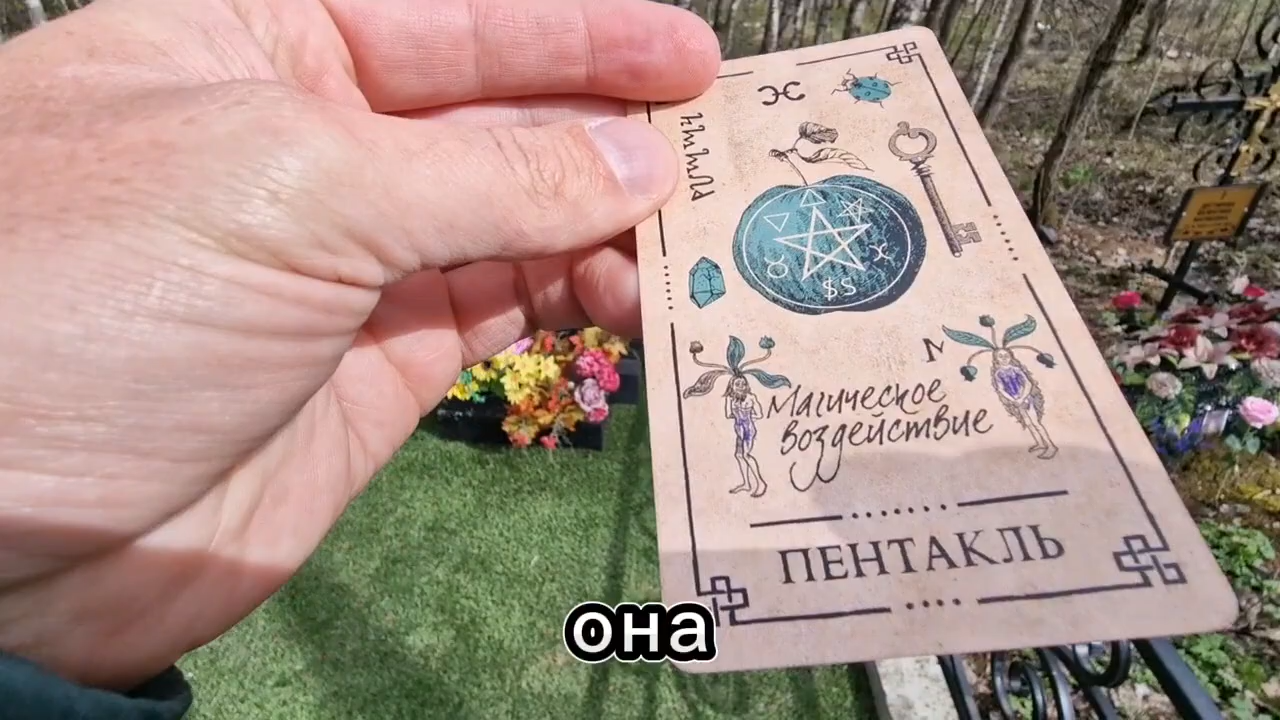 $S
M
Магическое
воздействие
ПЕНТАКЛЬ
она